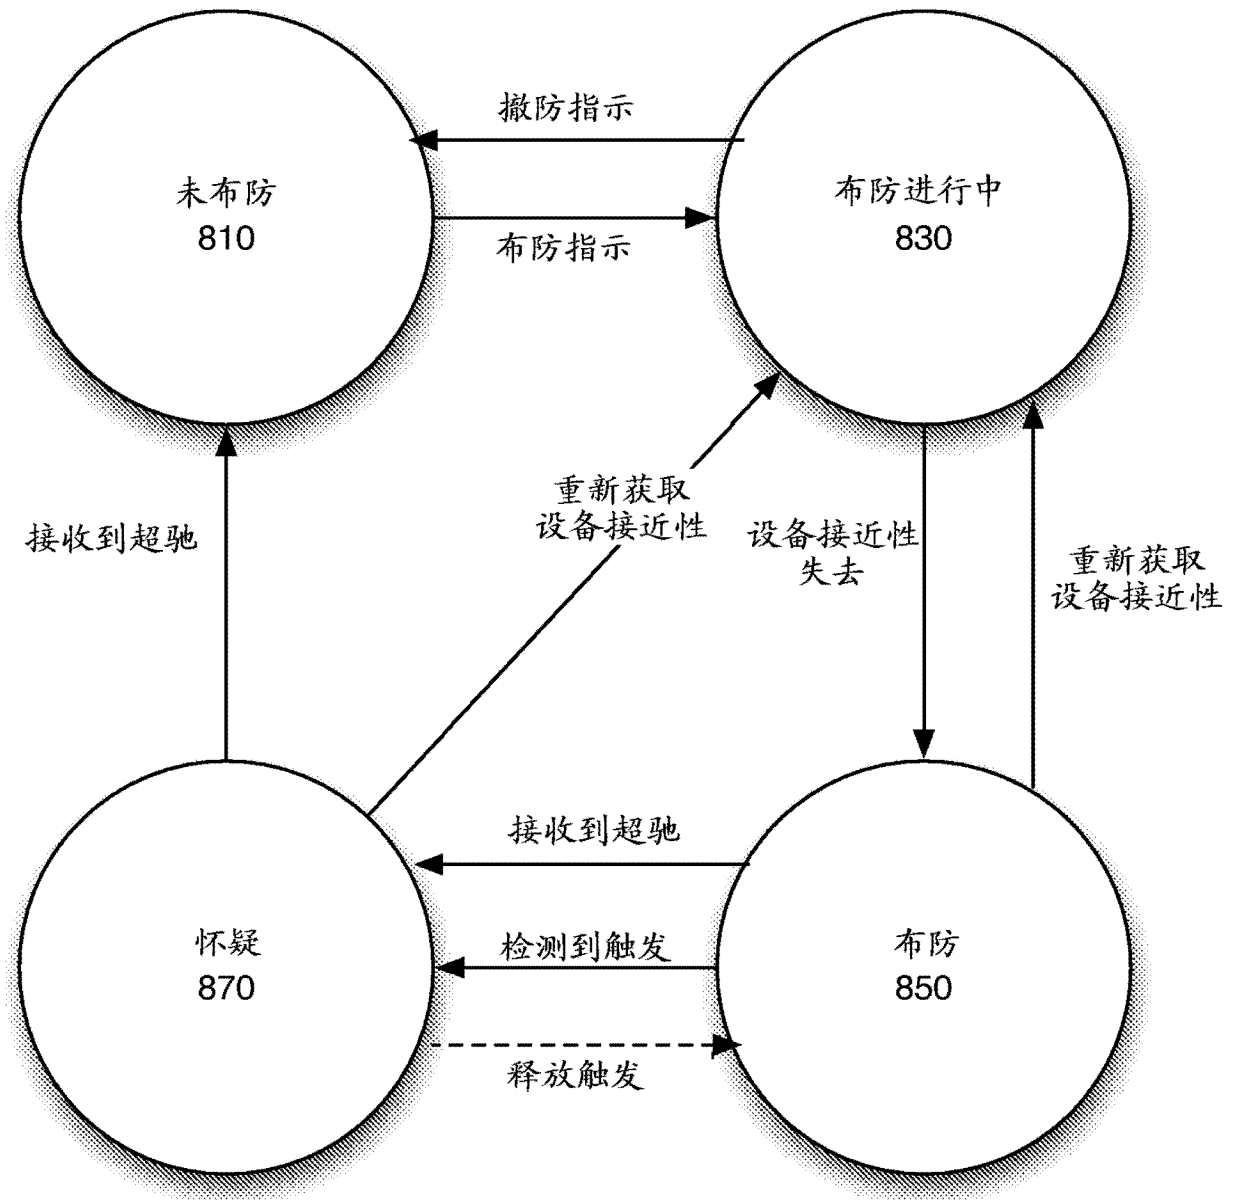 撤防指示
未布防
810
布防进行中
830
布防指示
接收到超驰
重新获取
设备接近性
设备接近性
失去
重新获取
设备接近性
接收到超驰
怀疑
870
检测到触发
布防
850
释放触发